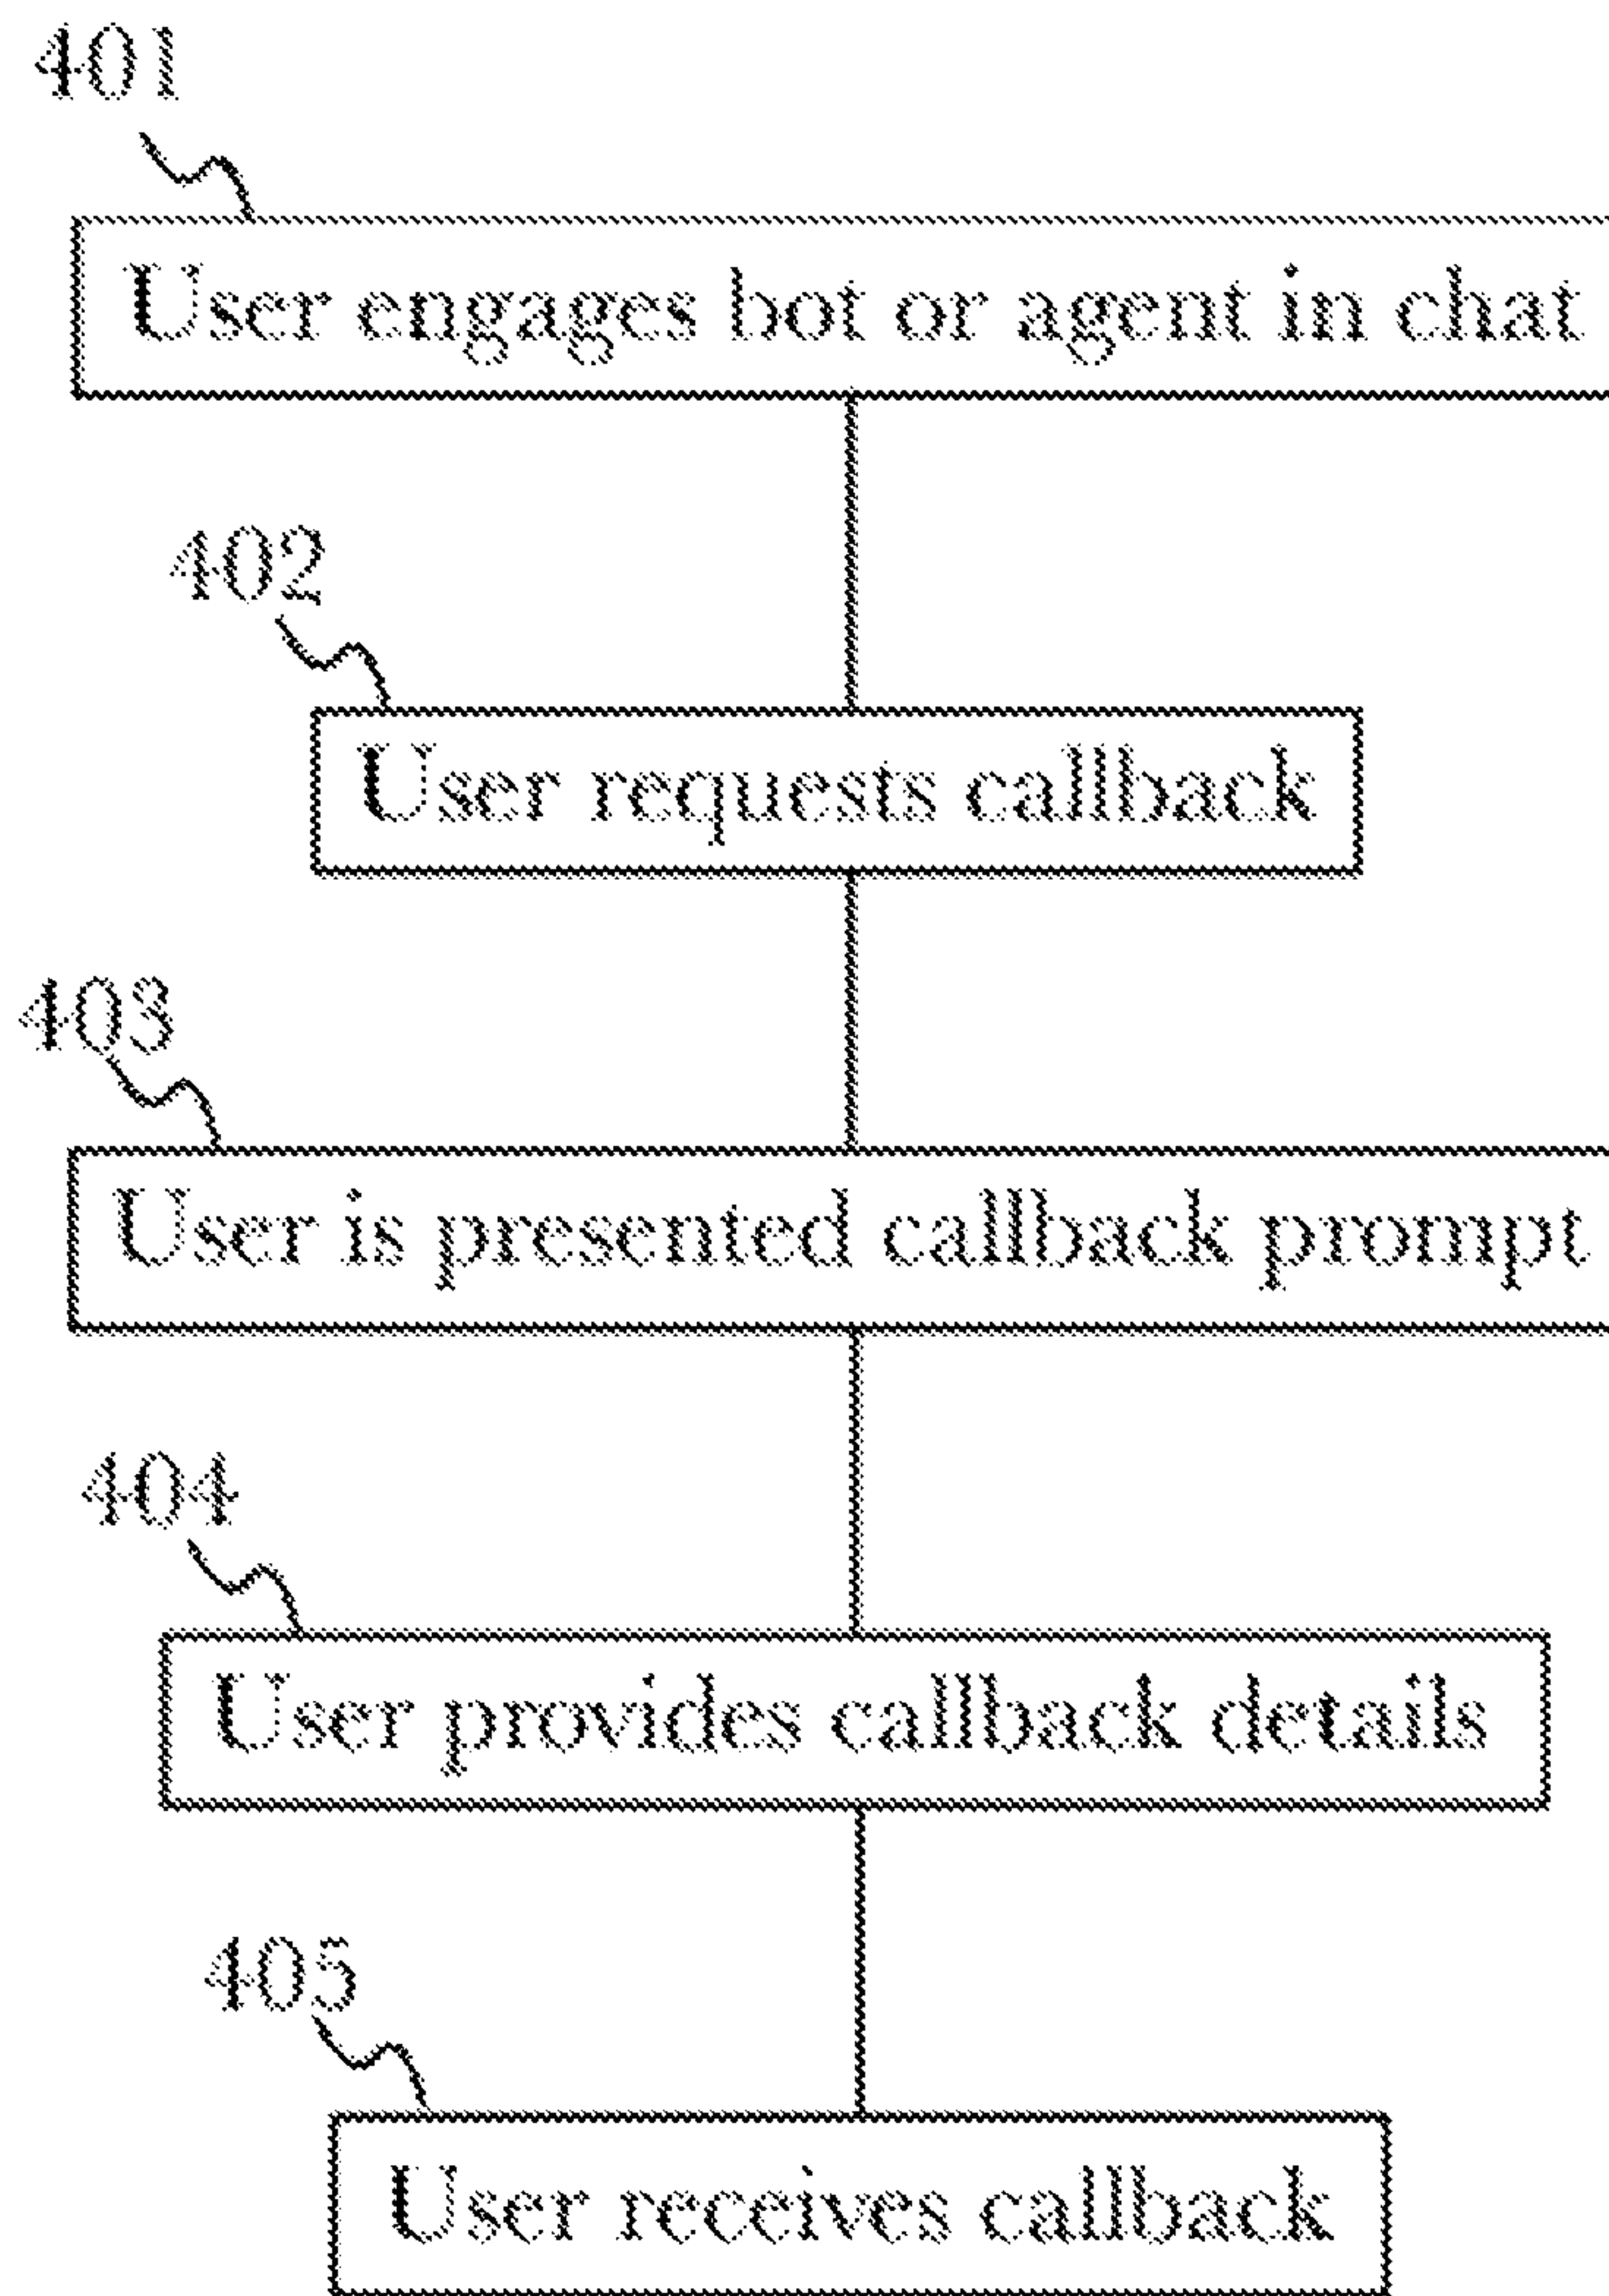 401
User engages bot or agent in chat
402
User requests callback
403
User is presented callback prompt
404
User provides callback details
405
User receives callback